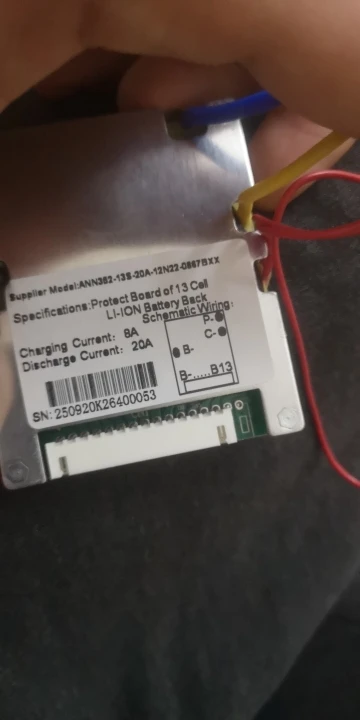 Supplier Model:ANN362-13S-20A-12N22-0867BXX
Specifications:Protect Board of 13 Cell
LI-ION Battery Back
Schematic Wiring:
P-
C-
B-
B-.....B13
Charging Current: 8A
Discharge Current: 20A
SN: 250920K26400053